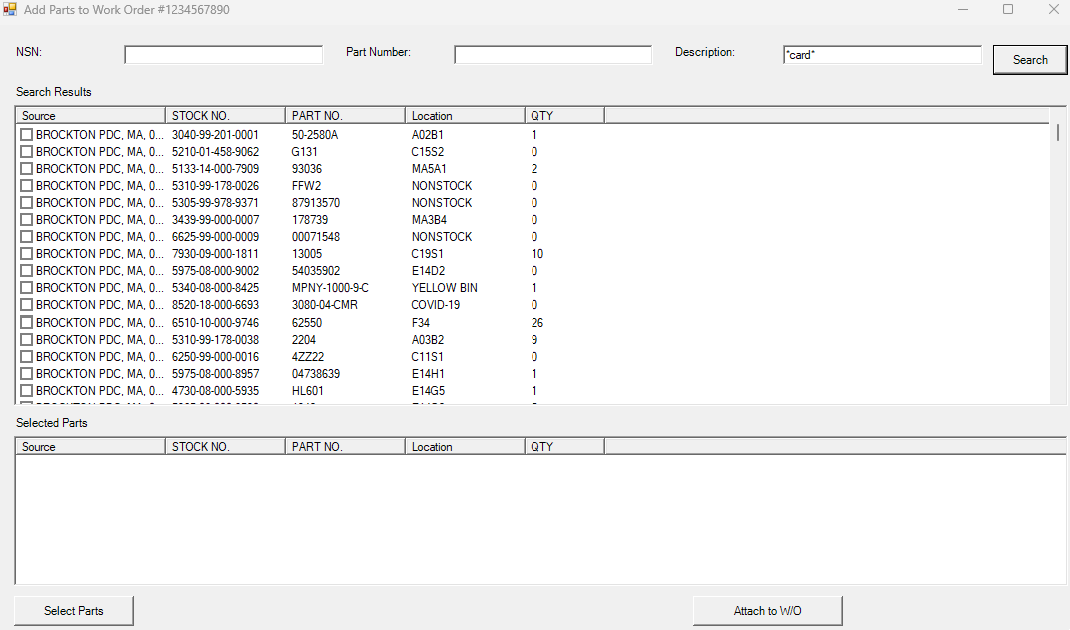 Add Parts to Work Order #1234567890
NSN: Part Number: Description: *card* Search
Search Results
Source STOCK NO. PART NO. Location QTY
BROCKTON PDC, MA, 0... 3040-99-201-0001 50-2580A A02B1 1
BROCKTON PDC, MA, 0... 5210-01-458-9062 G131 C15S2 0
BROCKTON PDC, MA, 0... 5133-14-000-7909 93036 MA5A1 2
BROCKTON PDC, MA, 0... 5310-99-178-0026 FFW2 NONSTOCK 0
BROCKTON PDC, MA, 0... 5305-99-978-9371 87913570 NONSTOCK 0
BROCKTON PDC, MA, 0... 3439-99-000-0007 178739 MA3B4 0
BROCKTON PDC, MA, 0... 6625-99-000-0009 00071548 NONSTOCK 0
BROCKTON PDC, MA, 0... 7930-09-000-1811 13005 C19S1 10
BROCKTON PDC, MA, 0... 5975-08-000-9002 54035902 E14D2 0
BROCKTON PDC, MA, 0... 5340-08-000-8425 MPNY-1000-9-C YELLOW BIN 1
BROCKTON PDC, MA, 0... 8520-18-000-6693 3080-04-CMR COVID-19 0
BROCKTON PDC, MA, 0... 6510-10-000-9746 62550 F34 26
BROCKTON PDC, MA, 0... 5310-99-178-0038 2204 A03B2 9
BROCKTON PDC, MA, 0... 6250-99-000-0016 4ZZ22 C11S1 0
BROCKTON PDC, MA, 0... 5975-08-000-8957 04738639 E14H1 1
BROCKTON PDC, MA, 0... 4730-08-000-5935 HL601 E14G5 1
Selected Parts
Source STOCK NO. PART NO. Location QTY
Select Parts Attach to W/O